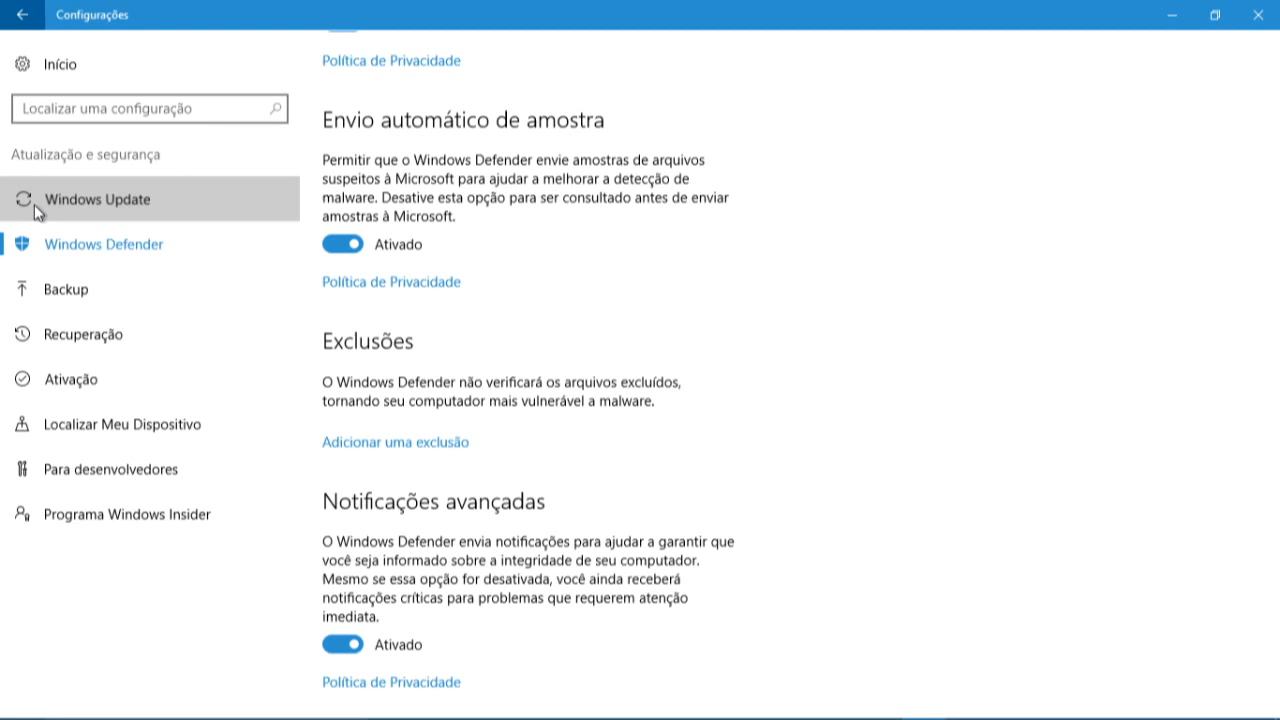 Configurações
Início
Localizar uma configuração
Atualização e segurança
Windows Update
Windows Defender
Backup
Recuperação
Ativação
Localizar Meu Dispositivo
Para desenvolvedores
Programa Windows Insider
Política de Privacidade
Envio automático de amostra
Permitir que o Windows Defender envie amostras de arquivos
suspeitos à Microsoft para ajudar a melhorar a detecção de
malware. Desative esta opção para ser consultado antes de enviar
amostras à Microsoft.
Ativado
Política de Privacidade
Exclusões
O Windows Defender não verificará os arquivos excluídos,
tornando seu computador mais vulnerável a malware.
Adicionar uma exclusão
Notificações avançadas
O Windows Defender envia notificações para ajudar a garantir que
você seja informado sobre a integridade de seu computador.
Mesmo se essa opção for desativada, você ainda receberá
notificações críticas para problemas que requerem atenção
imediata.
Ativado
Política de Privacidade